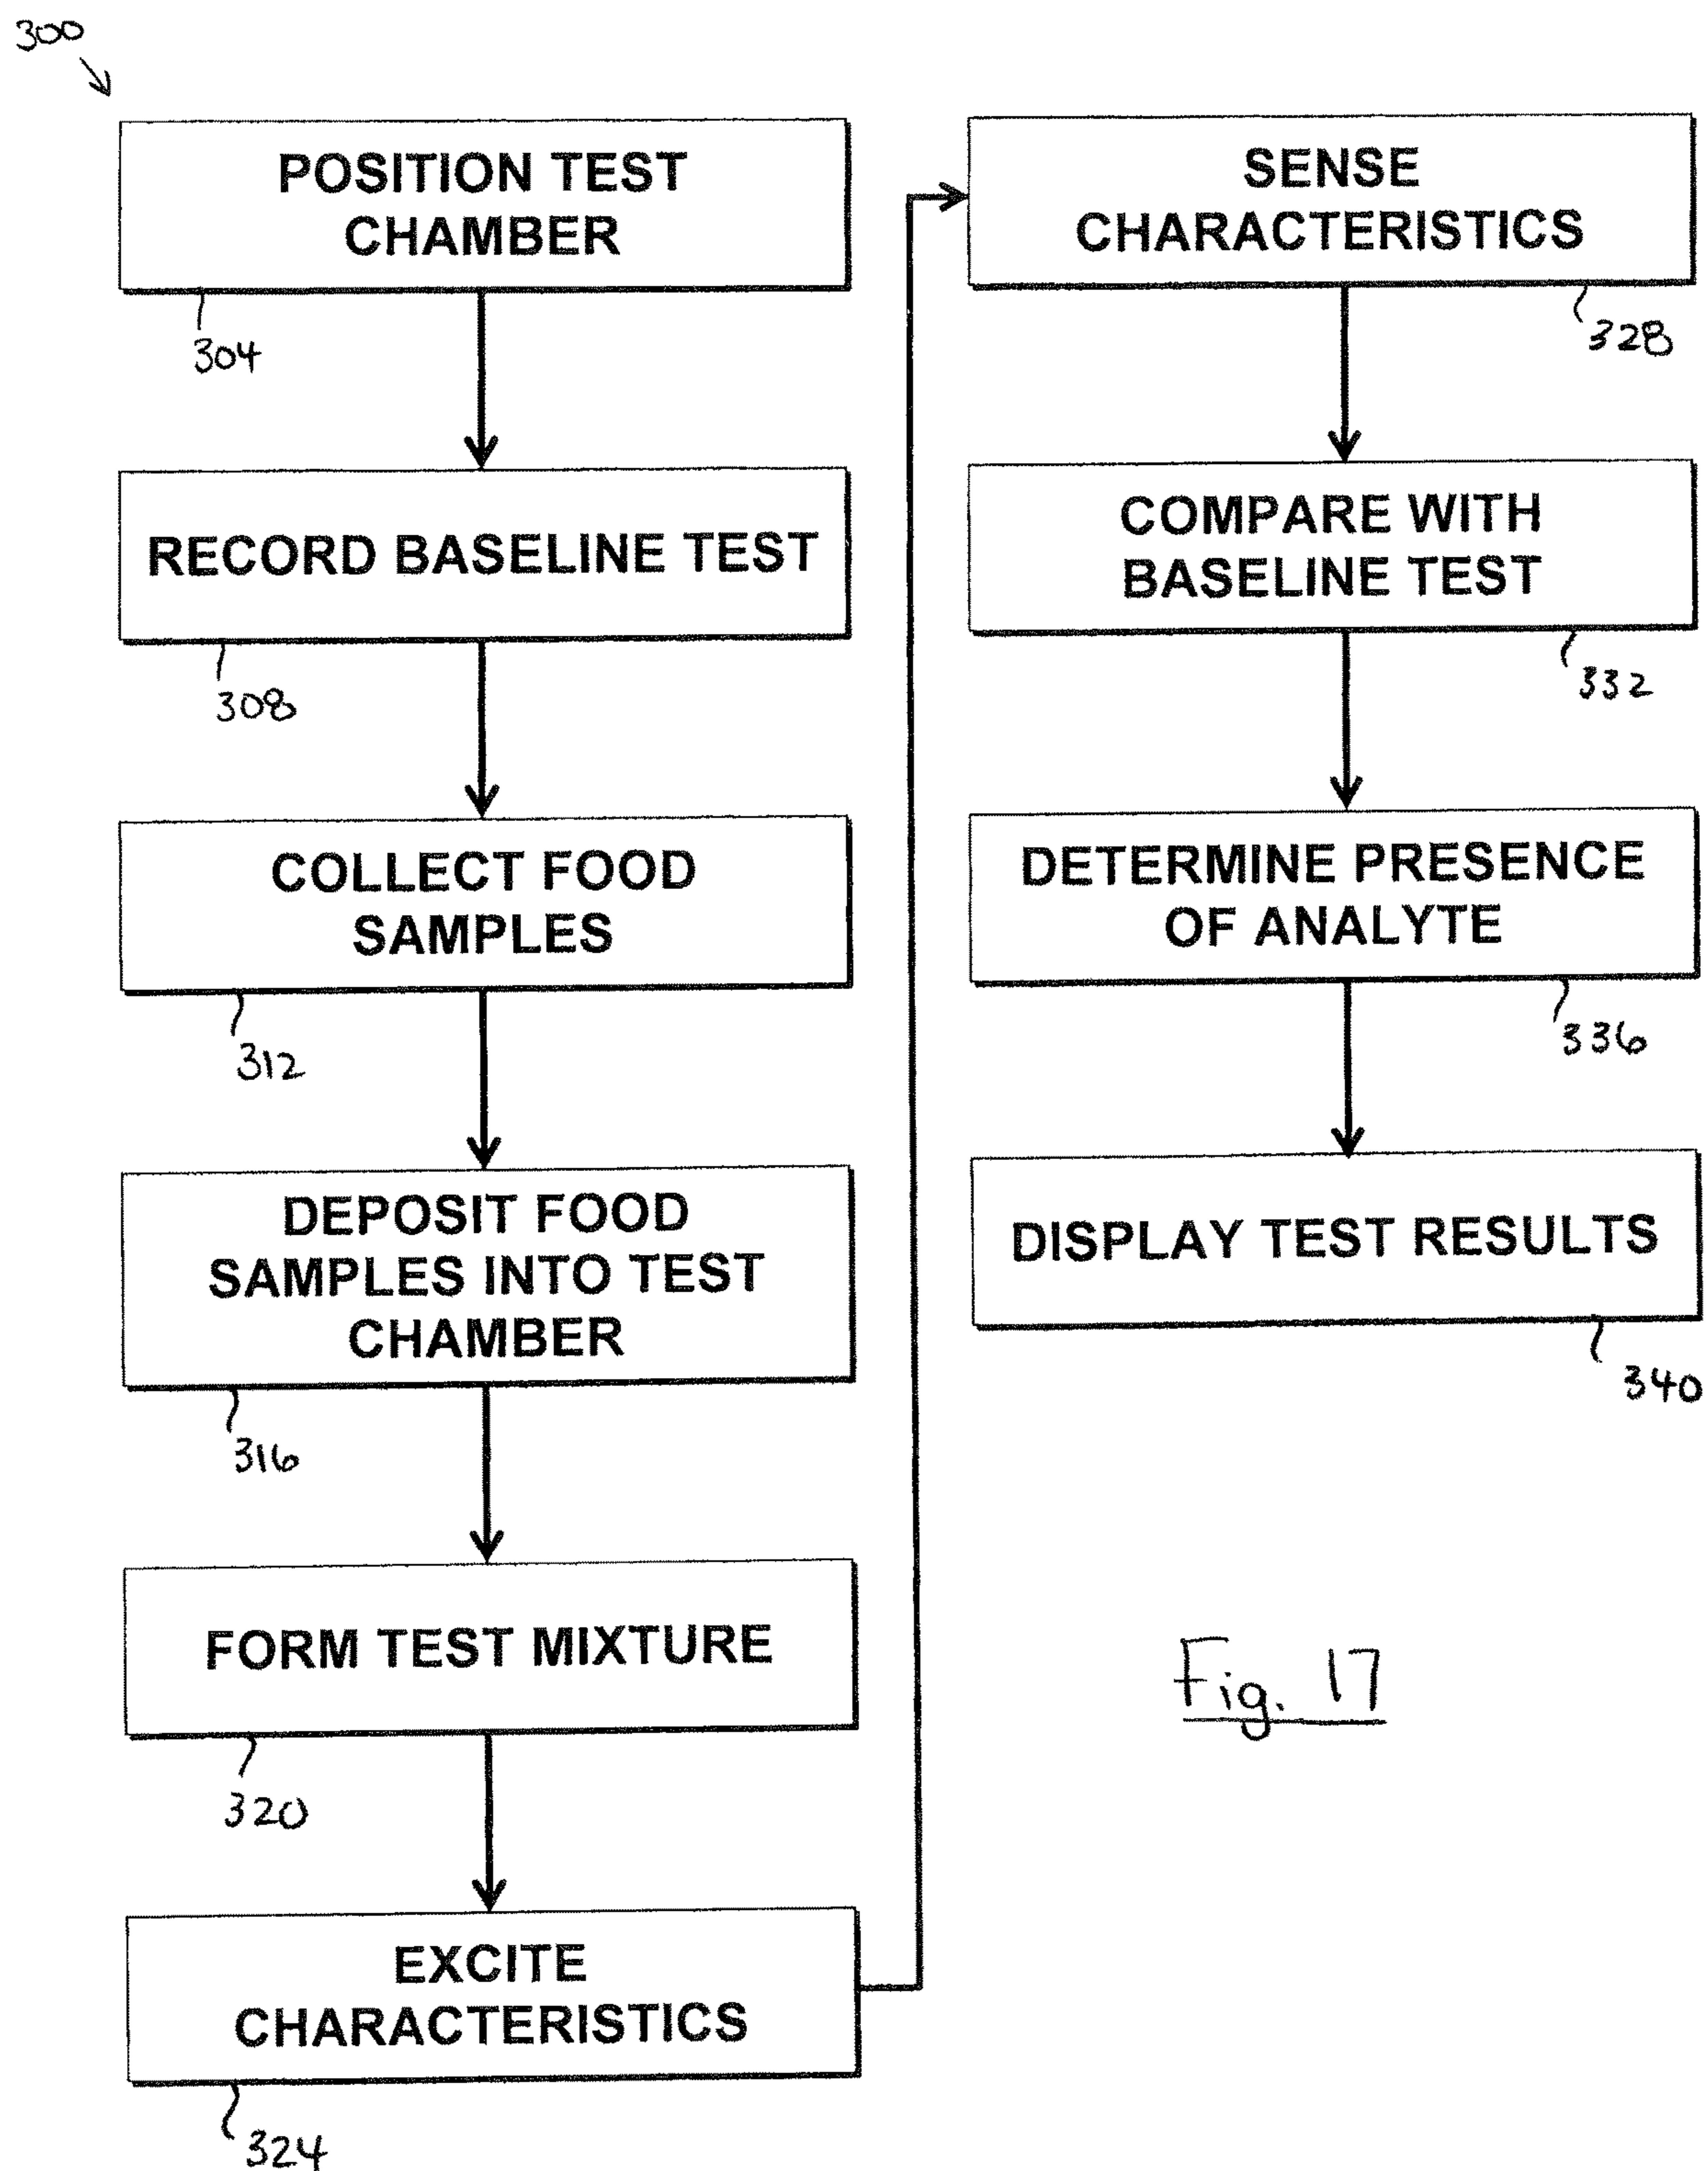 300
POSITION TEST
CHAMBER
304
RECORD BASELINE TEST
308
COLLECT FOOD
SAMPLES
312
DEPOSIT FOOD
SAMPLES INTO TEST
CHAMBER
316
FORM TEST MIXTURE
320
EXCITE
CHARACTERISTICS
324
SENSE
CHARACTERISTICS
328
COMPARE WITH
BASELINE TEST
332
DETERMINE PRESENCE
OF ANALYTE
336
DISPLAY TEST RESULTS
340
Fig. 17